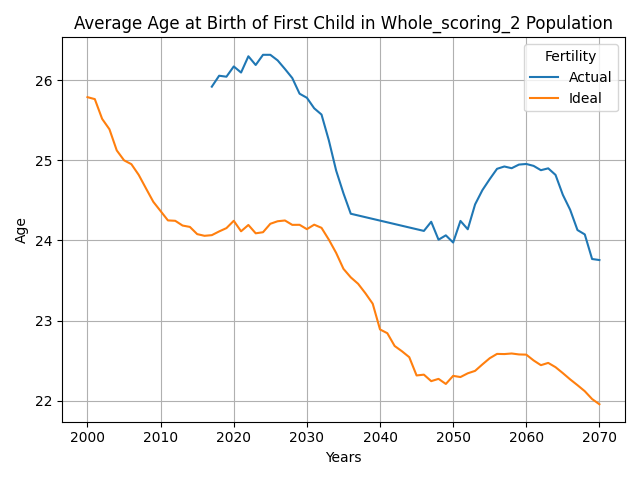 Average Age at Birth of First Child in Whole_scoring_2 Population
Fertility
Actual
Ideal
Age
26
25
24
23
22
2000 2010 2020 2030 2040 2050 2060 2070
Years